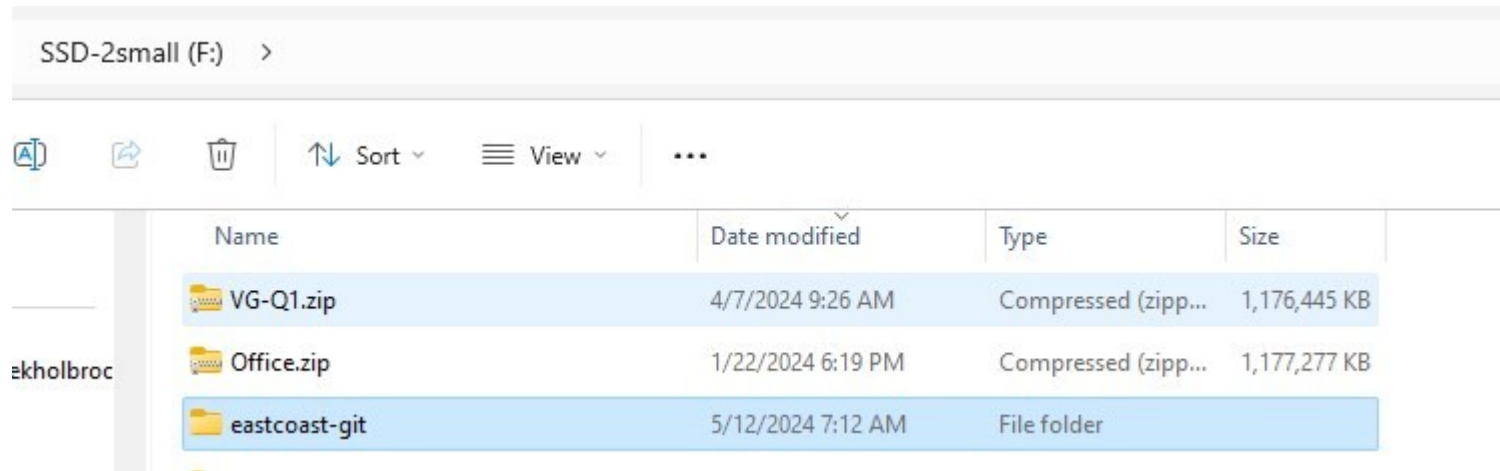 SSD-2small (F:) >
A Sort View •••
Name Date modified Type Size
VG-Q1.zip 4/7/2024 9:26 AM Compressed (zipp... 1,176,445 KB
ekholbroc Office.zip 1/22/2024 6:19 PM Compressed (zipp... 1,177,277 KB
eastcoast-git 5/12/2024 7:12 AM File folder